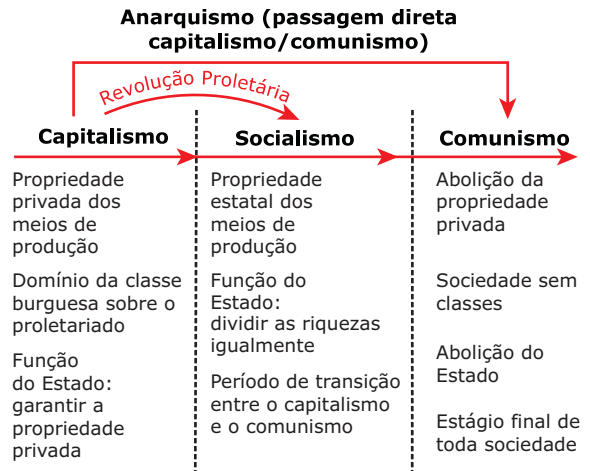 Anarquismo (passagem direta
capitalismo/comunismo)
Revolução Proletária
Capitalismo
Propriedade
privada dos
meios de
produção
Domínio da classe
burguesa sobre o
proletariado
Função
do Estado:
garantir a
propriedade
privada
Socialismo
Propriedade
estatal dos
meios de
produção
Função do
Estado:
dividir as riquezas
igualmente
Período de transição
entre o capitalismo
e o comunismo
Comunismo
Abolição da
propriedade
privada
Sociedade sem
classes
Abolição do
Estado
Estágio final de
toda sociedade